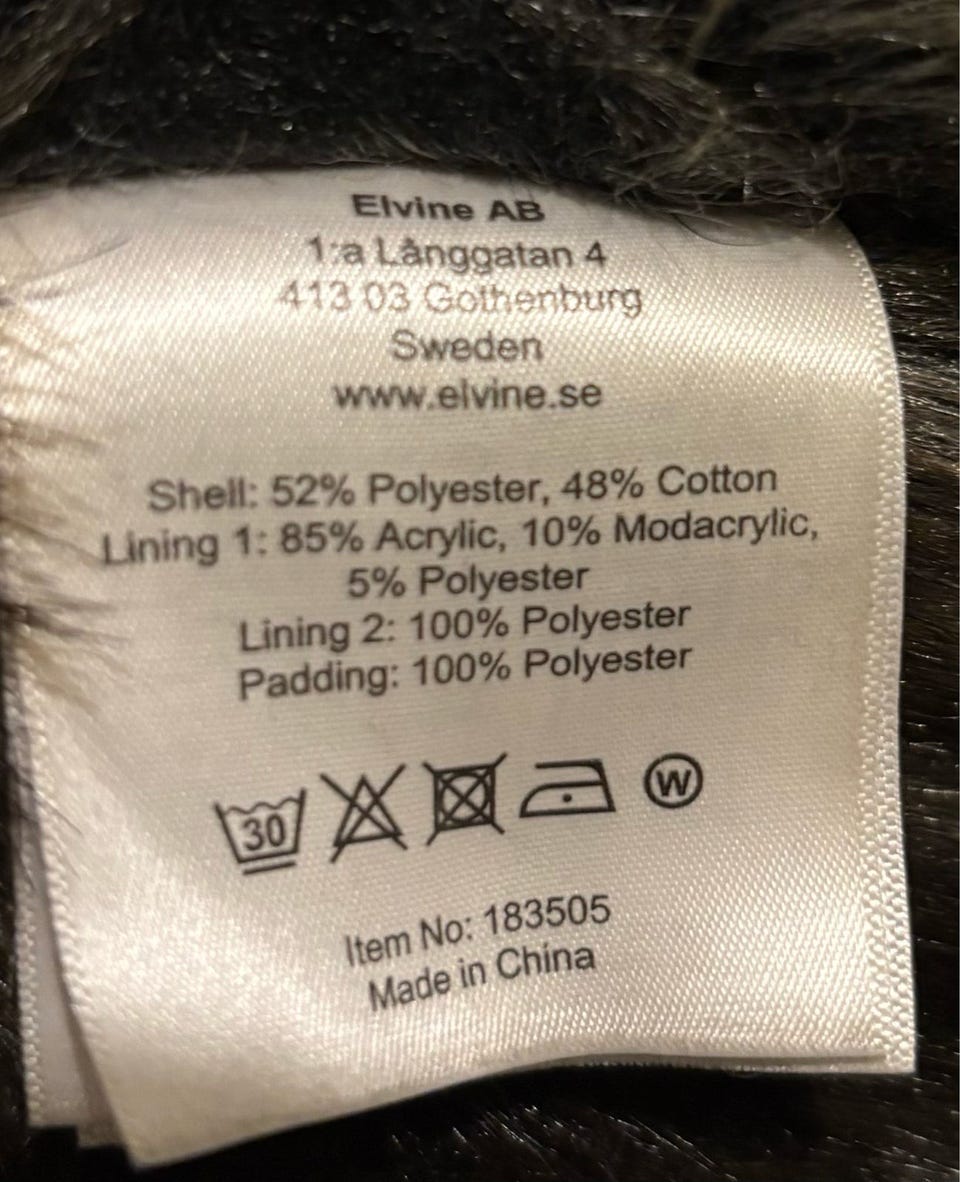 Elvine AB
1:a Långgatan 4
413 03 Gothenburg
Sweden
www.elvine.se
Shell: 52% Polyester, 48% Cotton
Lining 1: 85% Acrylic, 10% Modacrylic,
5% Polyester
Lining 2: 100% Polyester
Padding: 100% Polyester
30 W
Item No: 183505
Made in China